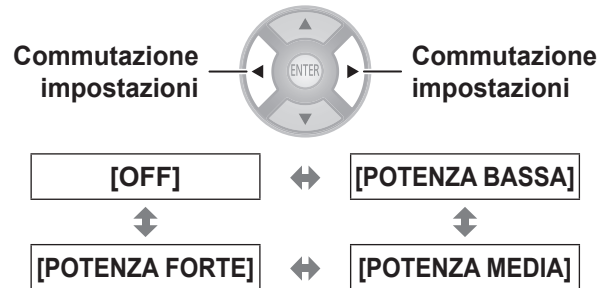 Commutazione
impostazioni
ENTER
Commutazione
impostazioni
[OFF]
[POTENZA BASSA]
[POTENZA FORTE]
[POTENZA MEDIA]